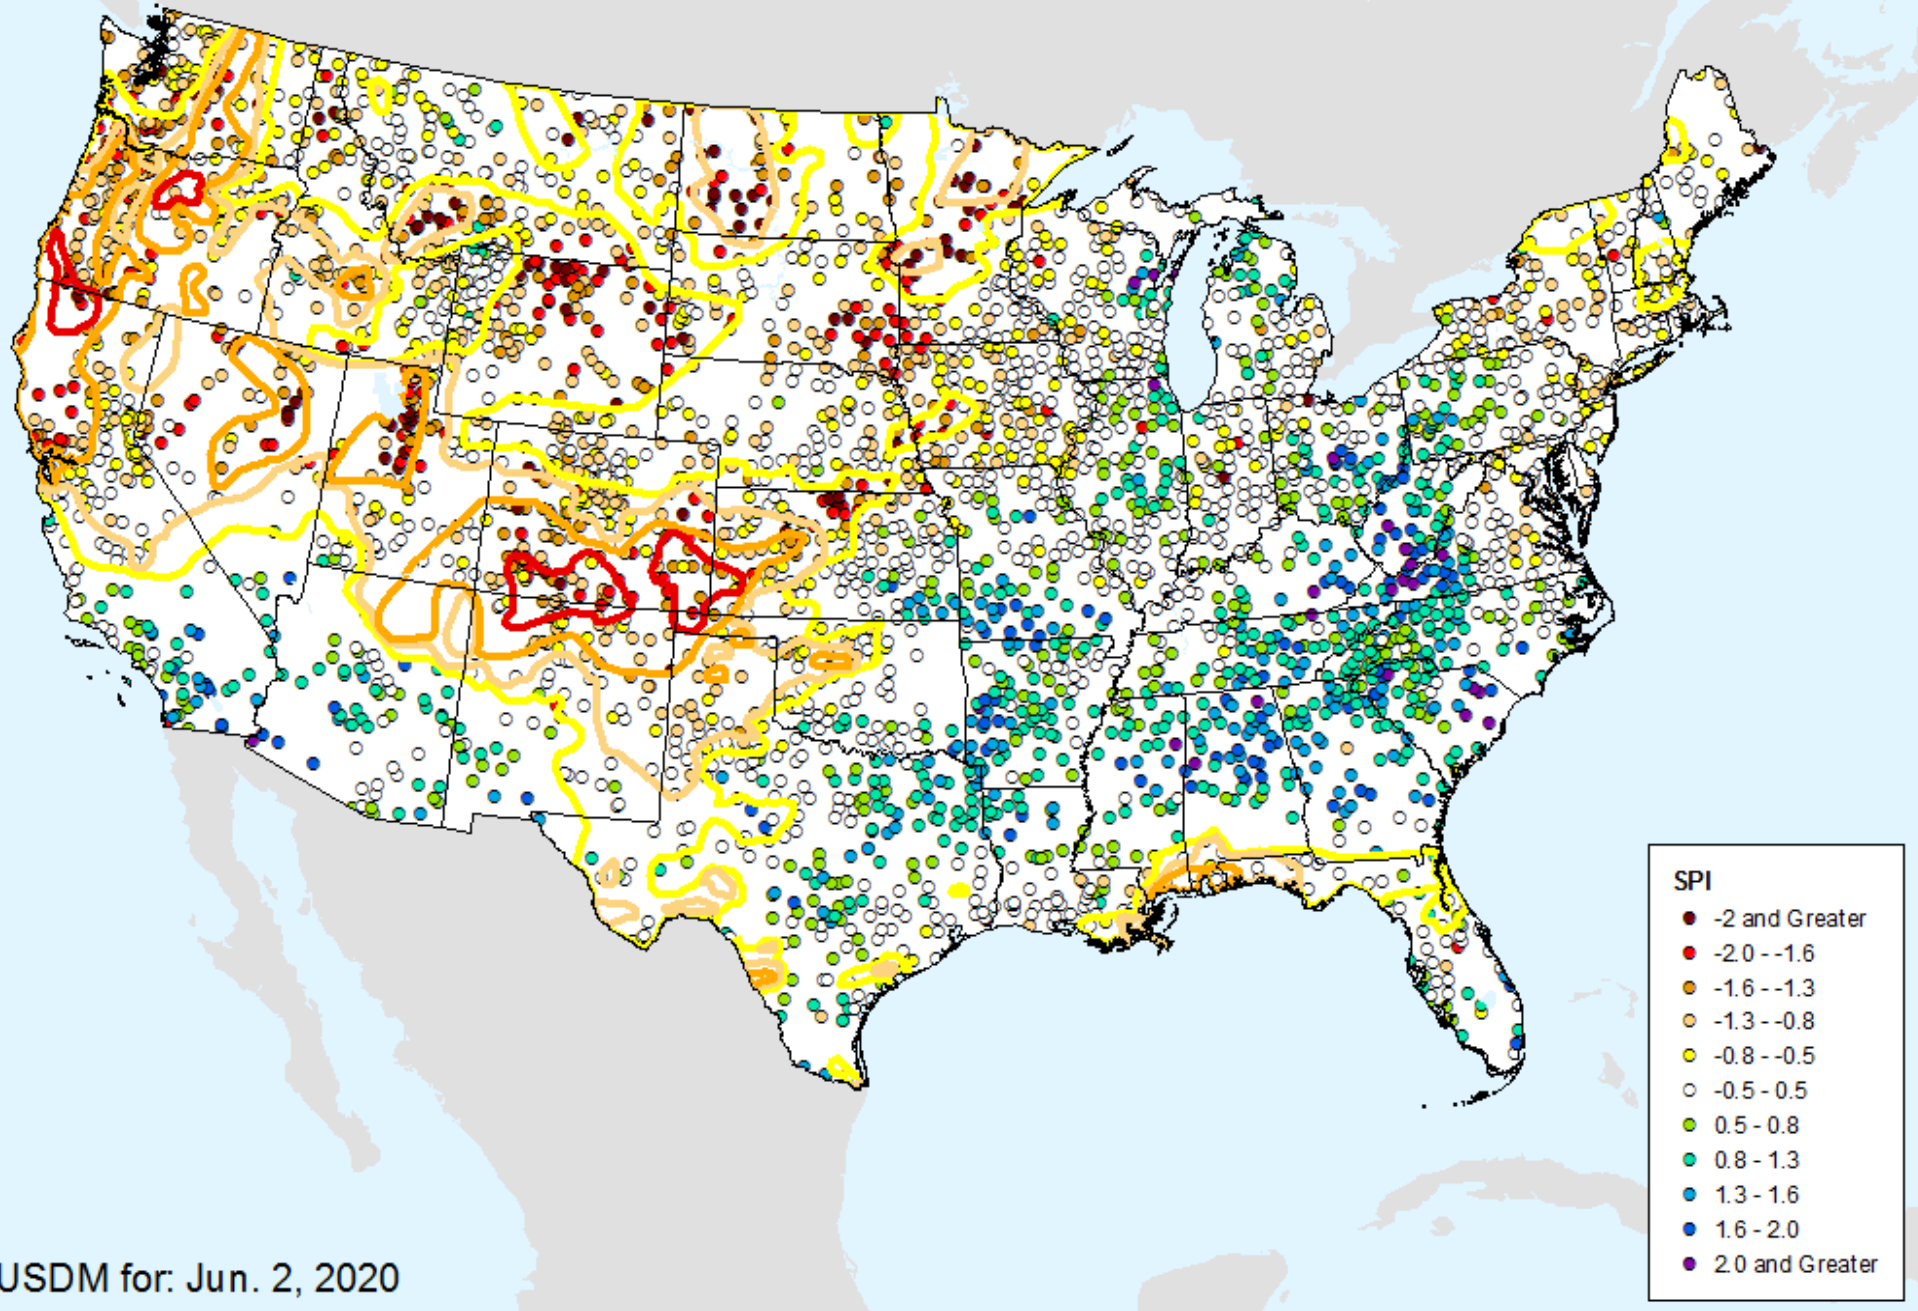 SPI
-2 and Greater
-2.0 - -1.6
-1.6 - -1.3
-1.3 - -0.8
-0.8 - -0.5
-0.5 - 0.5
0.5 - 0.8
0.8 - 1.3
1.3 - 1.6
1.6 - 2.0
2.0 and Greater
USDM for: Jun. 2, 2020